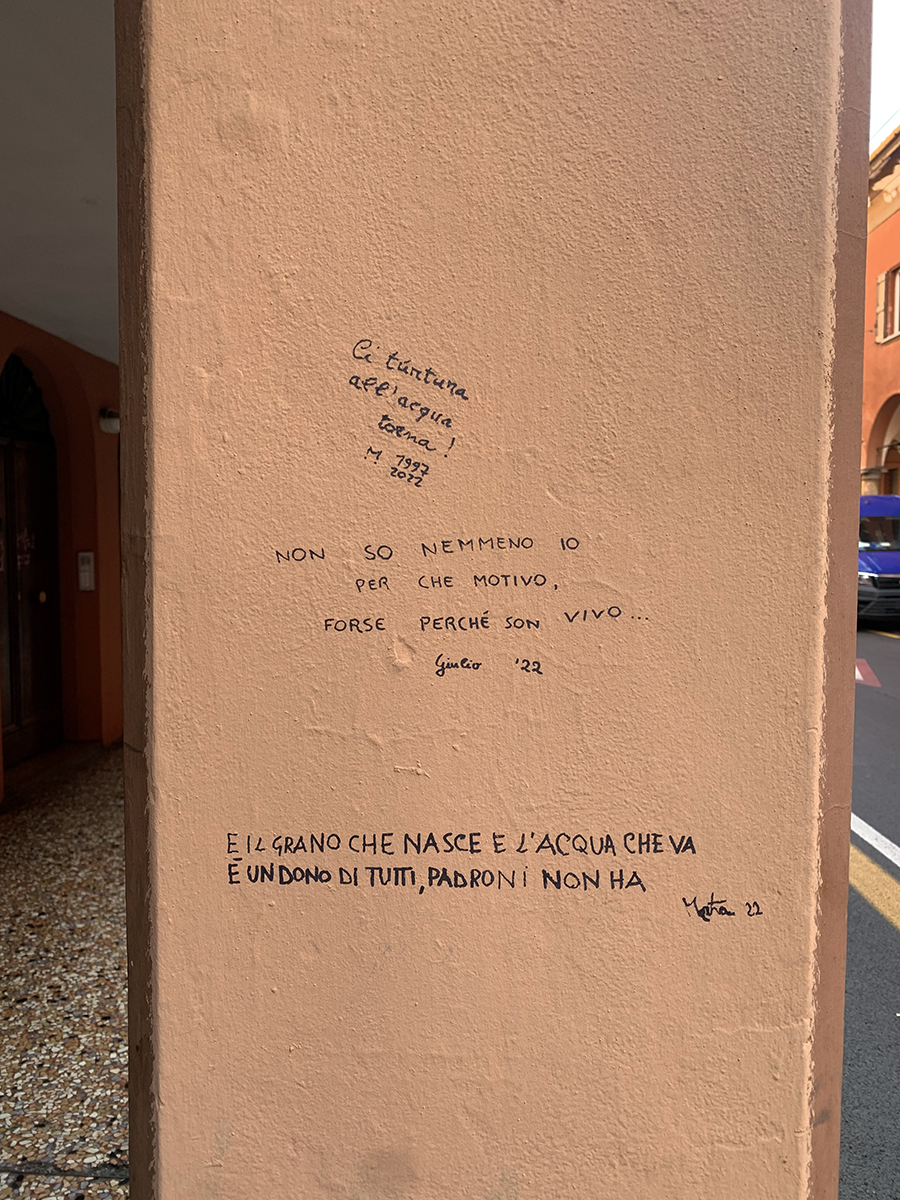 Ci túrtura
all'acqua
torna!
M 1997
2022
NON SO NEMMENO IO
PER CHE MOTIVO,
FORSE PERCHÉ SON VIVO...
Giulio '22
E IL GRANO CHE NASCE E L'ACQUA CHE VA
È UN DONO DI TUTTI, PADRONI NON HA
22